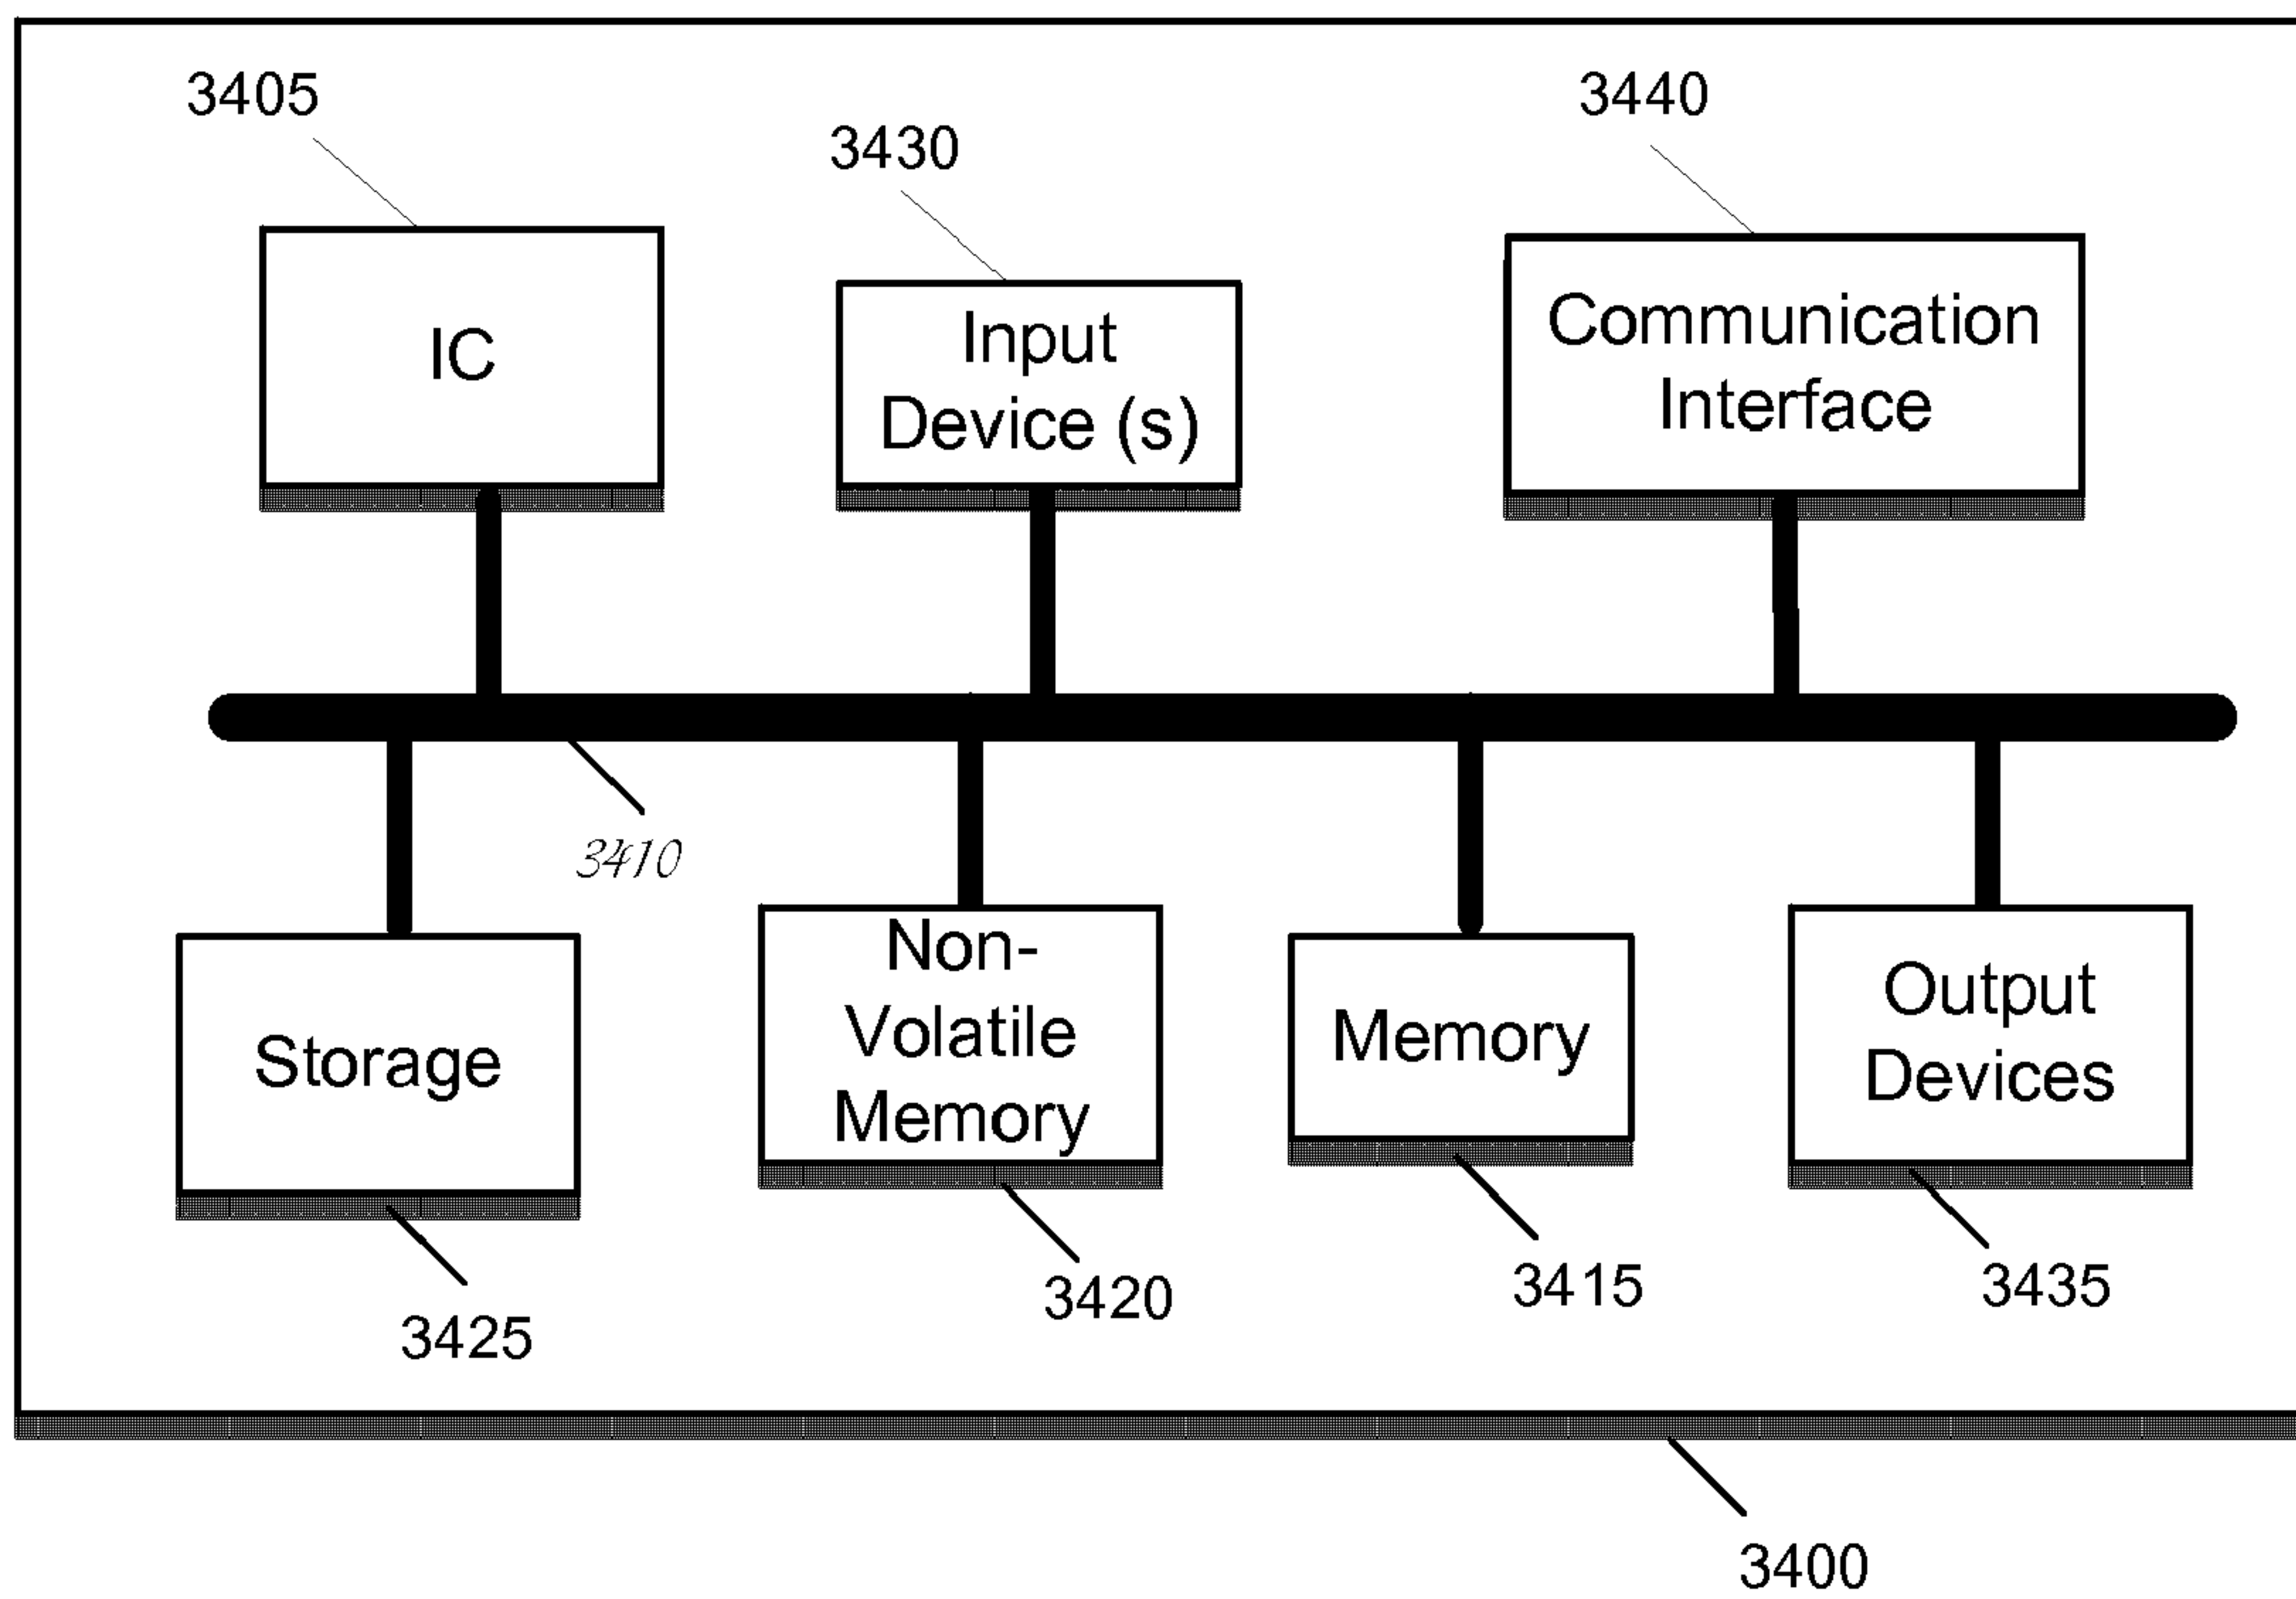 3405
3430
3440
IC
Input
Device (s)
Communication
Interface
3410
Storage
Non-
Volatile
Memory
Memory
Output
Devices
3425
3420
3415
3435
3400